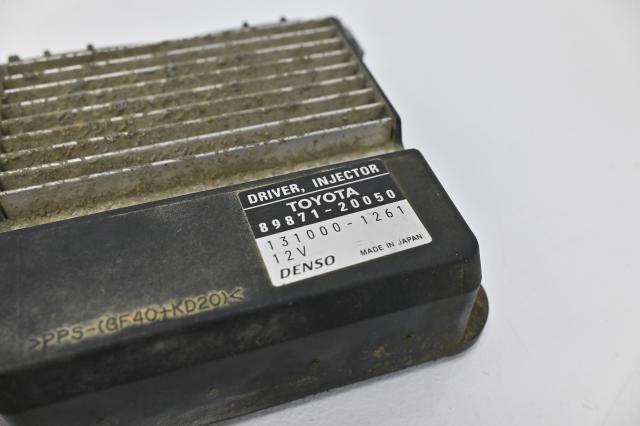 DRIVER, INJECTOR
TOYOTA
89871-20050
131000-1261
12V
DENSO MADE IN JAPAN
>PPS-(GF40+KD20)<